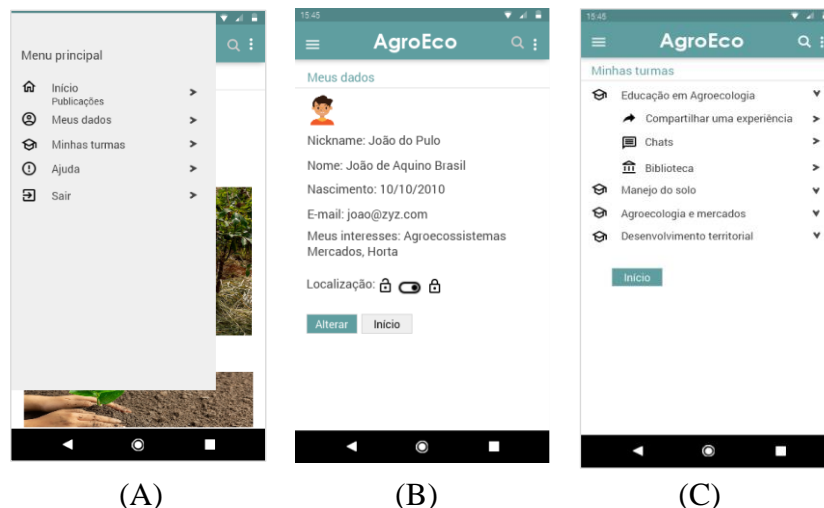 Menu principal
Início
Publicações
Meus dados
Minhas turmas
Ajuda
Sair
(A)
15:45
AgroEco
Meus dados
Nickname: João do Pulo
Nome: João de Aquino Brasil
Nascimento: 10/10/2010
E-mail: joao@zyz.com
Meus interesses: Agroecossistemas
Mercados, Horta
Localização:
Alterar Início
(B)
15:45
AgroEco
Minhas turmas
Educação em Agroecologia
Compartilhar uma experiência
Chats
Biblioteca
Manejo do solo
Agroecologia e mercados
Desenvolvimento territorial
Início
(C)